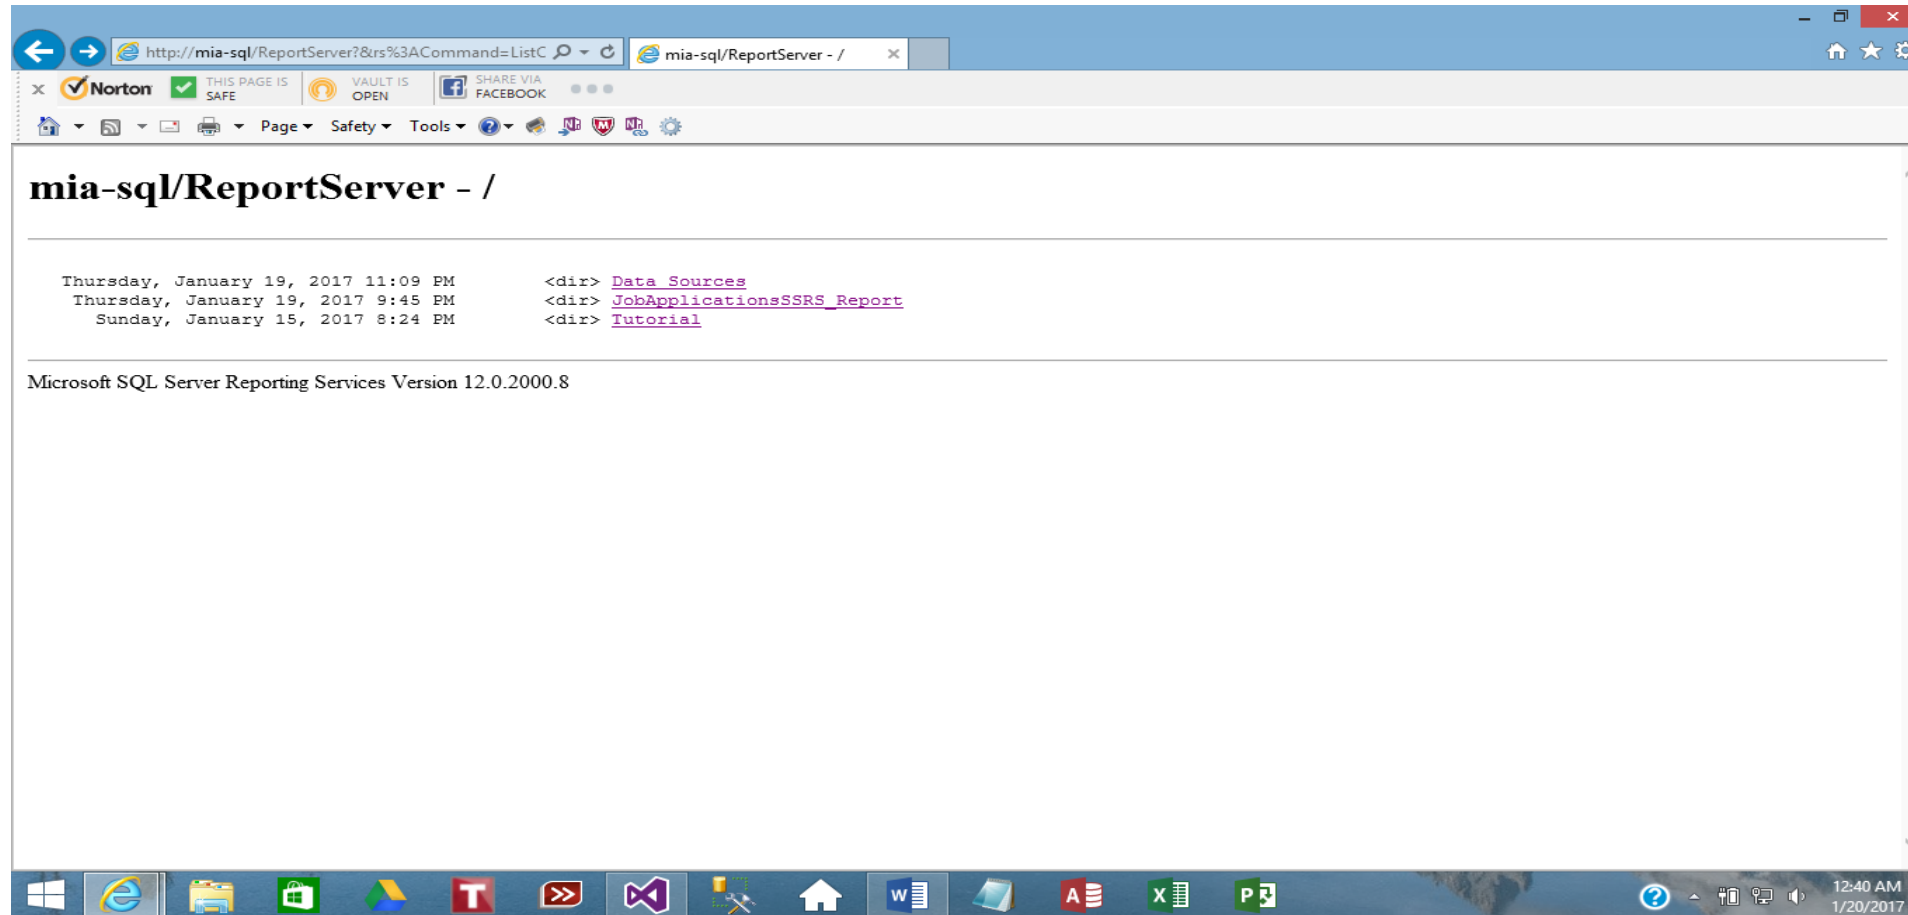 http://mia-sql/ReportServer?&rs%3ACommand=ListC
mia-sql/ReportServer - /
Norton
THIS PAGE IS
SAFE
VAULT IS
OPEN
SHARE VIA
FACEBOOK
Page Safety Tools
mia-sql/ReportServer - /
Thursday, January 19, 2017 11:09 PM <dir> Data Sources
Thursday, January 19, 2017 9:45 PM <dir> JobApplicationsSSRS_Report
Sunday, January 15, 2017 8:24 PM <dir> Tutorial
Microsoft SQL Server Reporting Services Version 12.0.2000.8
12:40 AM
1/20/2017